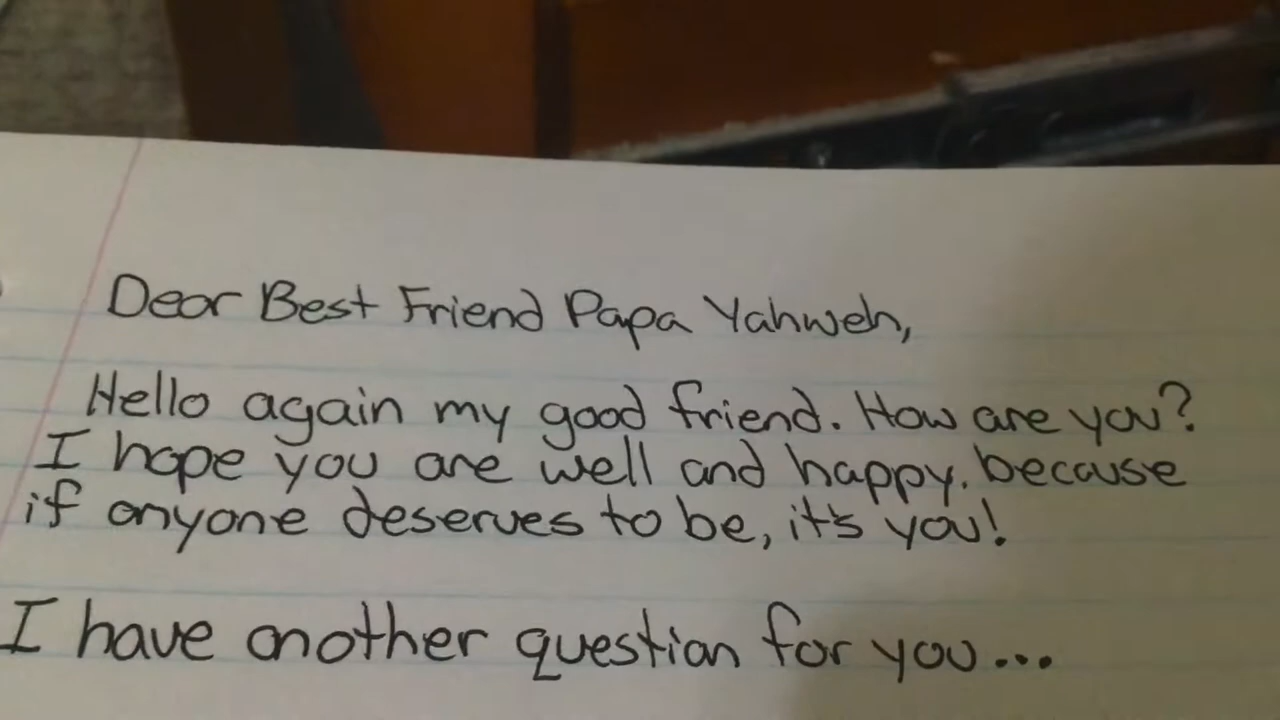 Dear Best Friend Papa Yahweh,
Hello again my good friend. How are you?
I hope you are well and happy. because
if anyone deserves to be, it's you!
I have another question for you...